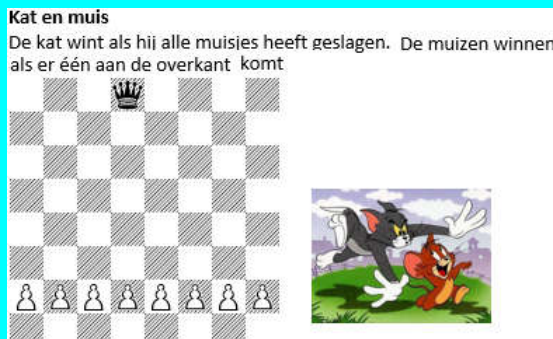 Kat en muis
De kat wint als hij alle muisjes heeft geslagen. De muizen winnen
als er één aan de overkant komt